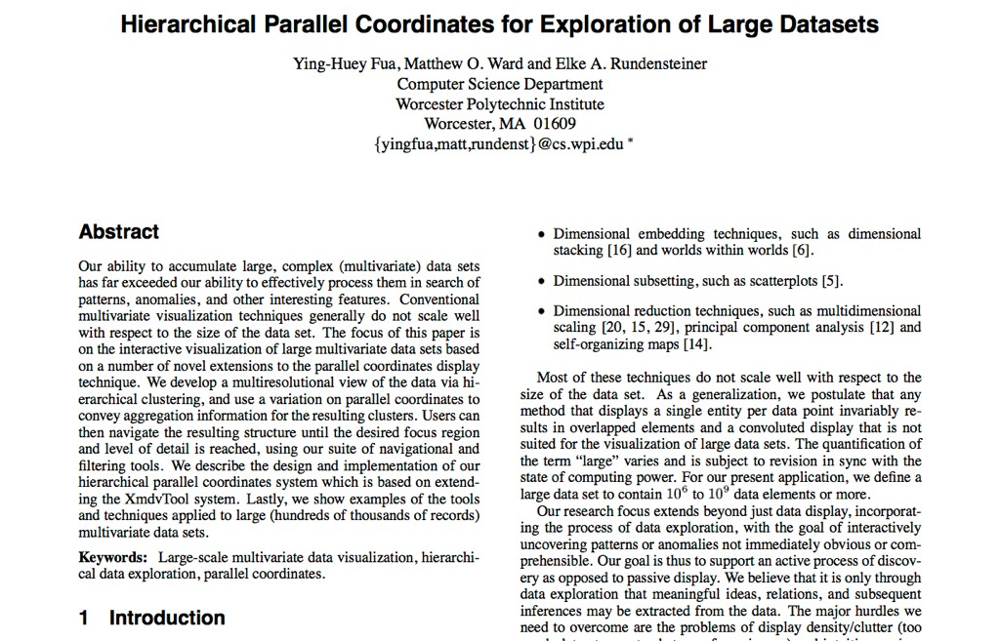 Hierarchical Parallel Coordinates for Exploration of Large Datasets
Ying-Huey Fua, Matthew O. Ward and Elke A. Rundensteiner
Computer Science Department
Worcester Polytechnic Institute
Worcester, MA 01609
{yingfua,matt,rundenst}@cs.wpi.edu *
Abstract
Our ability to accumulate large, complex (multivariate) data sets
has far exceeded our ability to effectively process them in search of
patterns, anomalies, and other interesting features. Conventional
multivariate visualization techniques generally do not scale well
with respect to the size of the data set. The focus of this paper is
on the interactive visualization of large multivariate data sets based
on a number of novel extensions to the parallel coordinates display
technique. We develop a multiresolutional view of the data via hi-
erarchical clustering, and use a variation on parallel coordinates to
convey aggregation information for the resulting clusters. Users can
then navigate the resulting structure until the desired focus region
and level of detail is reached, using our suite of navigational and
filtering tools. We describe the design and implementation of our
hierarchical parallel coordinates system which is based on extend-
ing the XmdvTool system. Lastly, we show examples of the tools
and techniques applied to large (hundreds of thousands of records)
multivariate data sets.
Keywords: Large-scale multivariate data visualization, hierarchi-
cal data exploration, parallel coordinates.
1 Introduction
• Dimensional embedding techniques, such as dimensional
stacking [16] and worlds within worlds [6].
• Dimensional subsetting, such as scatterplots [5].
• Dimensional reduction techniques, such as multidimensional
scaling [20, 15, 29], principal component analysis [12] and
self-organizing maps [14].
Most of these techniques do not scale well with respect to the
size of the data set. As a generalization, we postulate that any
method that displays a single entity per data point invariably re-
sults in overlapped elements and a convoluted display that is not
suited for the visualization of large data sets. The quantification of
the term “large” varies and is subject to revision in sync with the
state of computing power. For our present application, we define a
large data set to contain 10⁶ to 10⁹ data elements or more.
Our research focus extends beyond just data display, incorporat-
ing the process of data exploration, with the goal of interactively
uncovering patterns or anomalies not immediately obvious or com-
prehensible. Our goal is thus to support an active process of discov-
ery as opposed to passive display. We believe that it is only through
data exploration that meaningful ideas, relations, and subsequent
inferences may be extracted from the data. The major hurdles we
need to overcome are the problems of display density/clutter (too